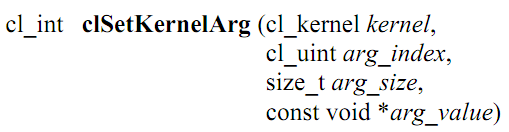 cl_int clSetKernelArg (cl_kernel kernel,
cl_uint arg_index,
size_t arg_size,
const void *arg_value)